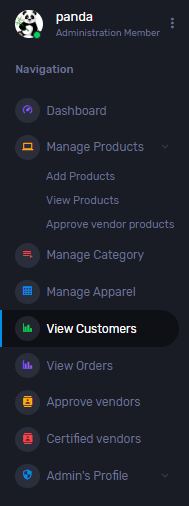 panda
Administration Member
Navigation
Dashboard
Manage Products
Add Products
View Products
Approve vendor products
Manage Category
Manage Apparel
View Customers
View Orders
Approve vendors
Certified vendors
Admin's Profile